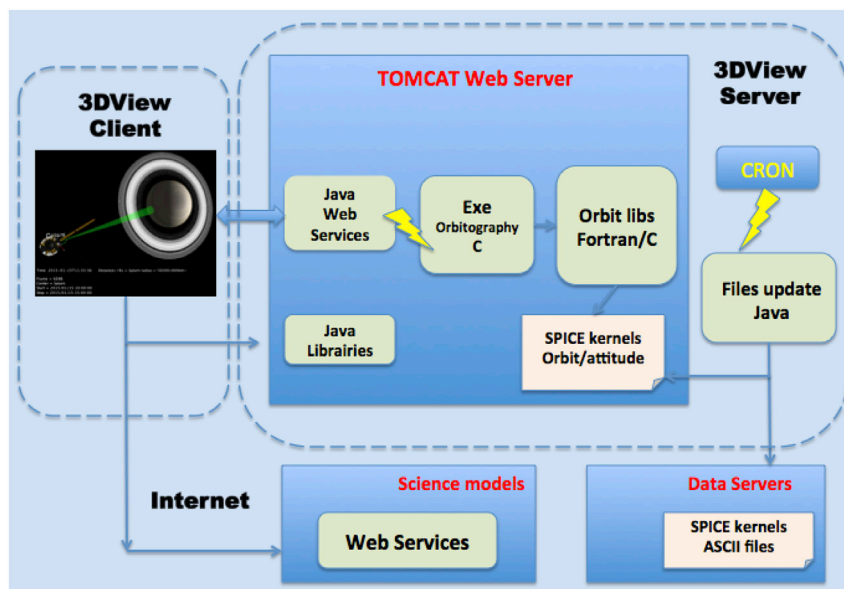 3DView
Client
TOMCAT Web Server
3DView
Server
CRON
Java
Web
Services
Exe
Orbitography
C
Orbit libs
Fortran/C
Files update
Java
Java
Librairies
SPICE kernels
Orbit/attitude
Internet
Science models
Web Services
Data Servers
SPICE kernels
ASCII files